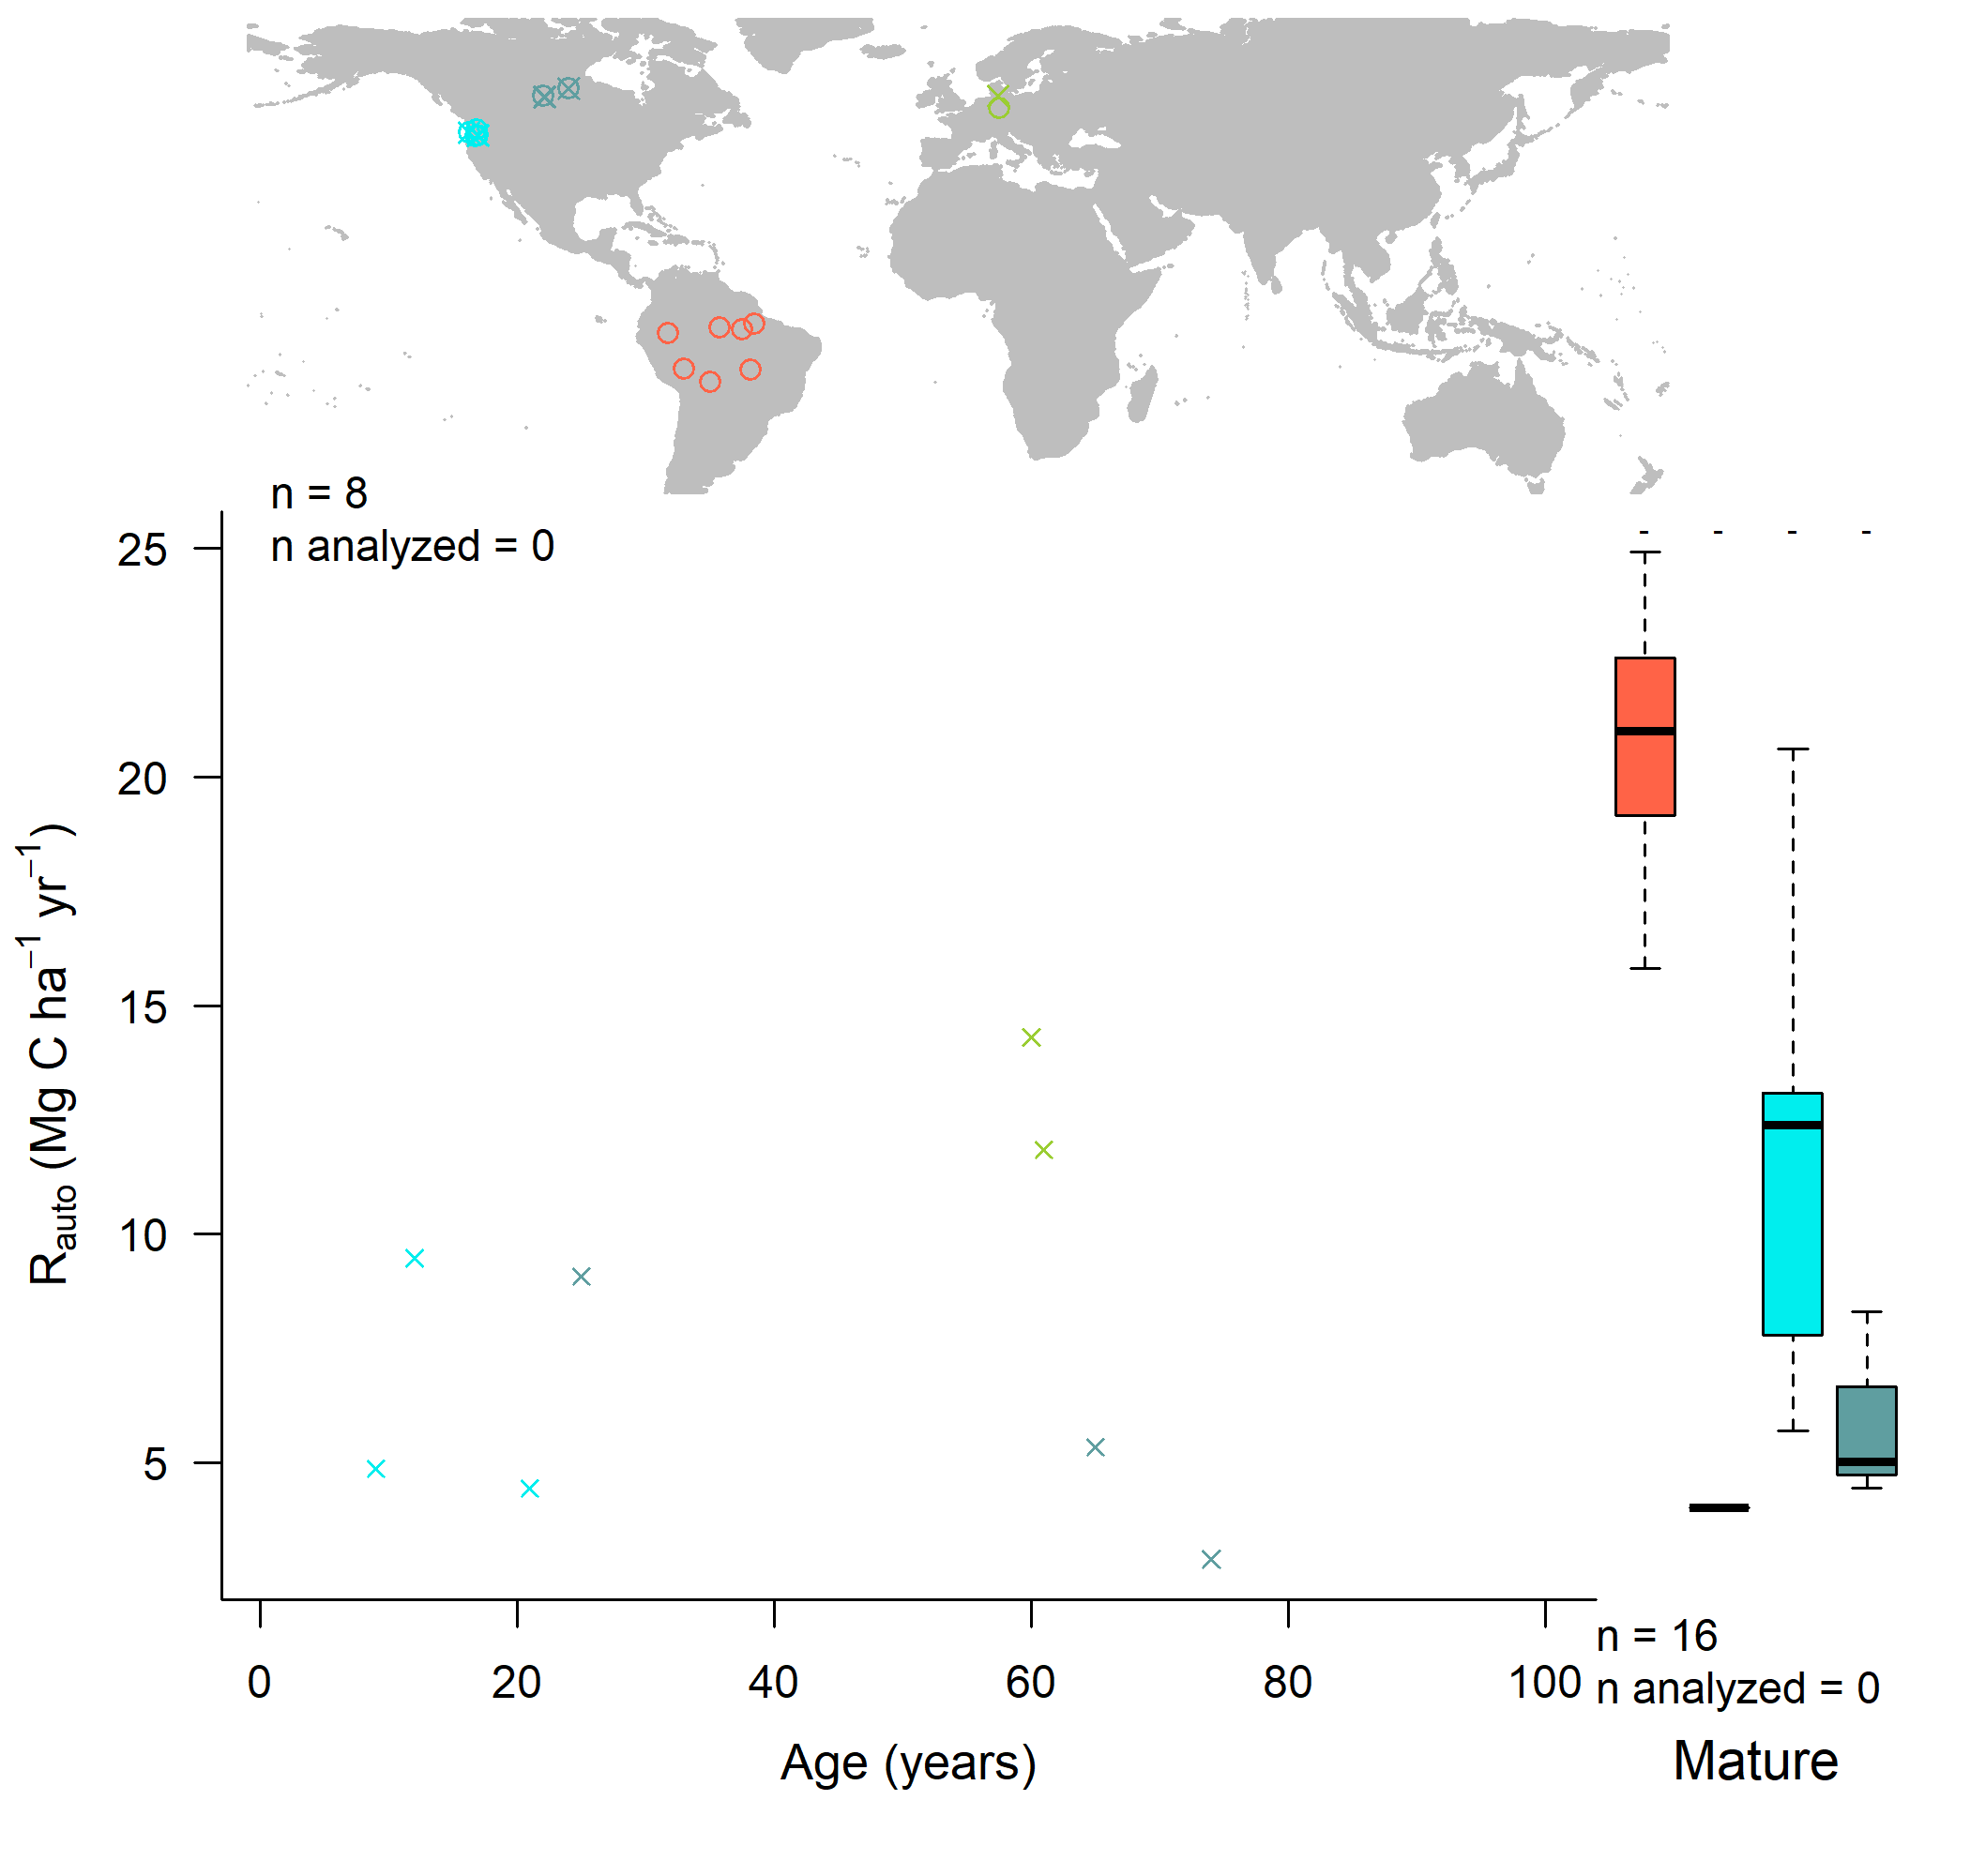 n = 8
n analyzed = 0
- - - -
25
20
15
10
5
R_auto (Mg C ha⁻¹ yr⁻¹)
0 20 40 60 80 100
n = 16
n analyzed = 0
Age (years)
Mature